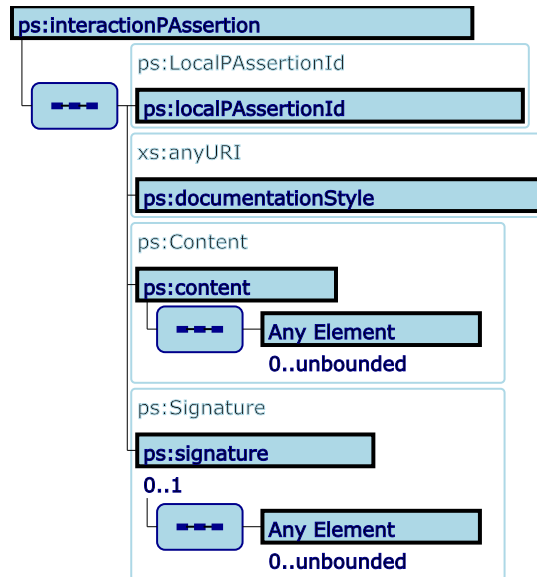 ps:interactionPAssertion
ps:LocalPAssertionId
ps:localPAssertionId
xs:anyURI
ps:documentationStyle
ps:Content
ps:content
Any Element
0..unbounded
ps:Signature
ps:signature
0..1
Any Element
0..unbounded